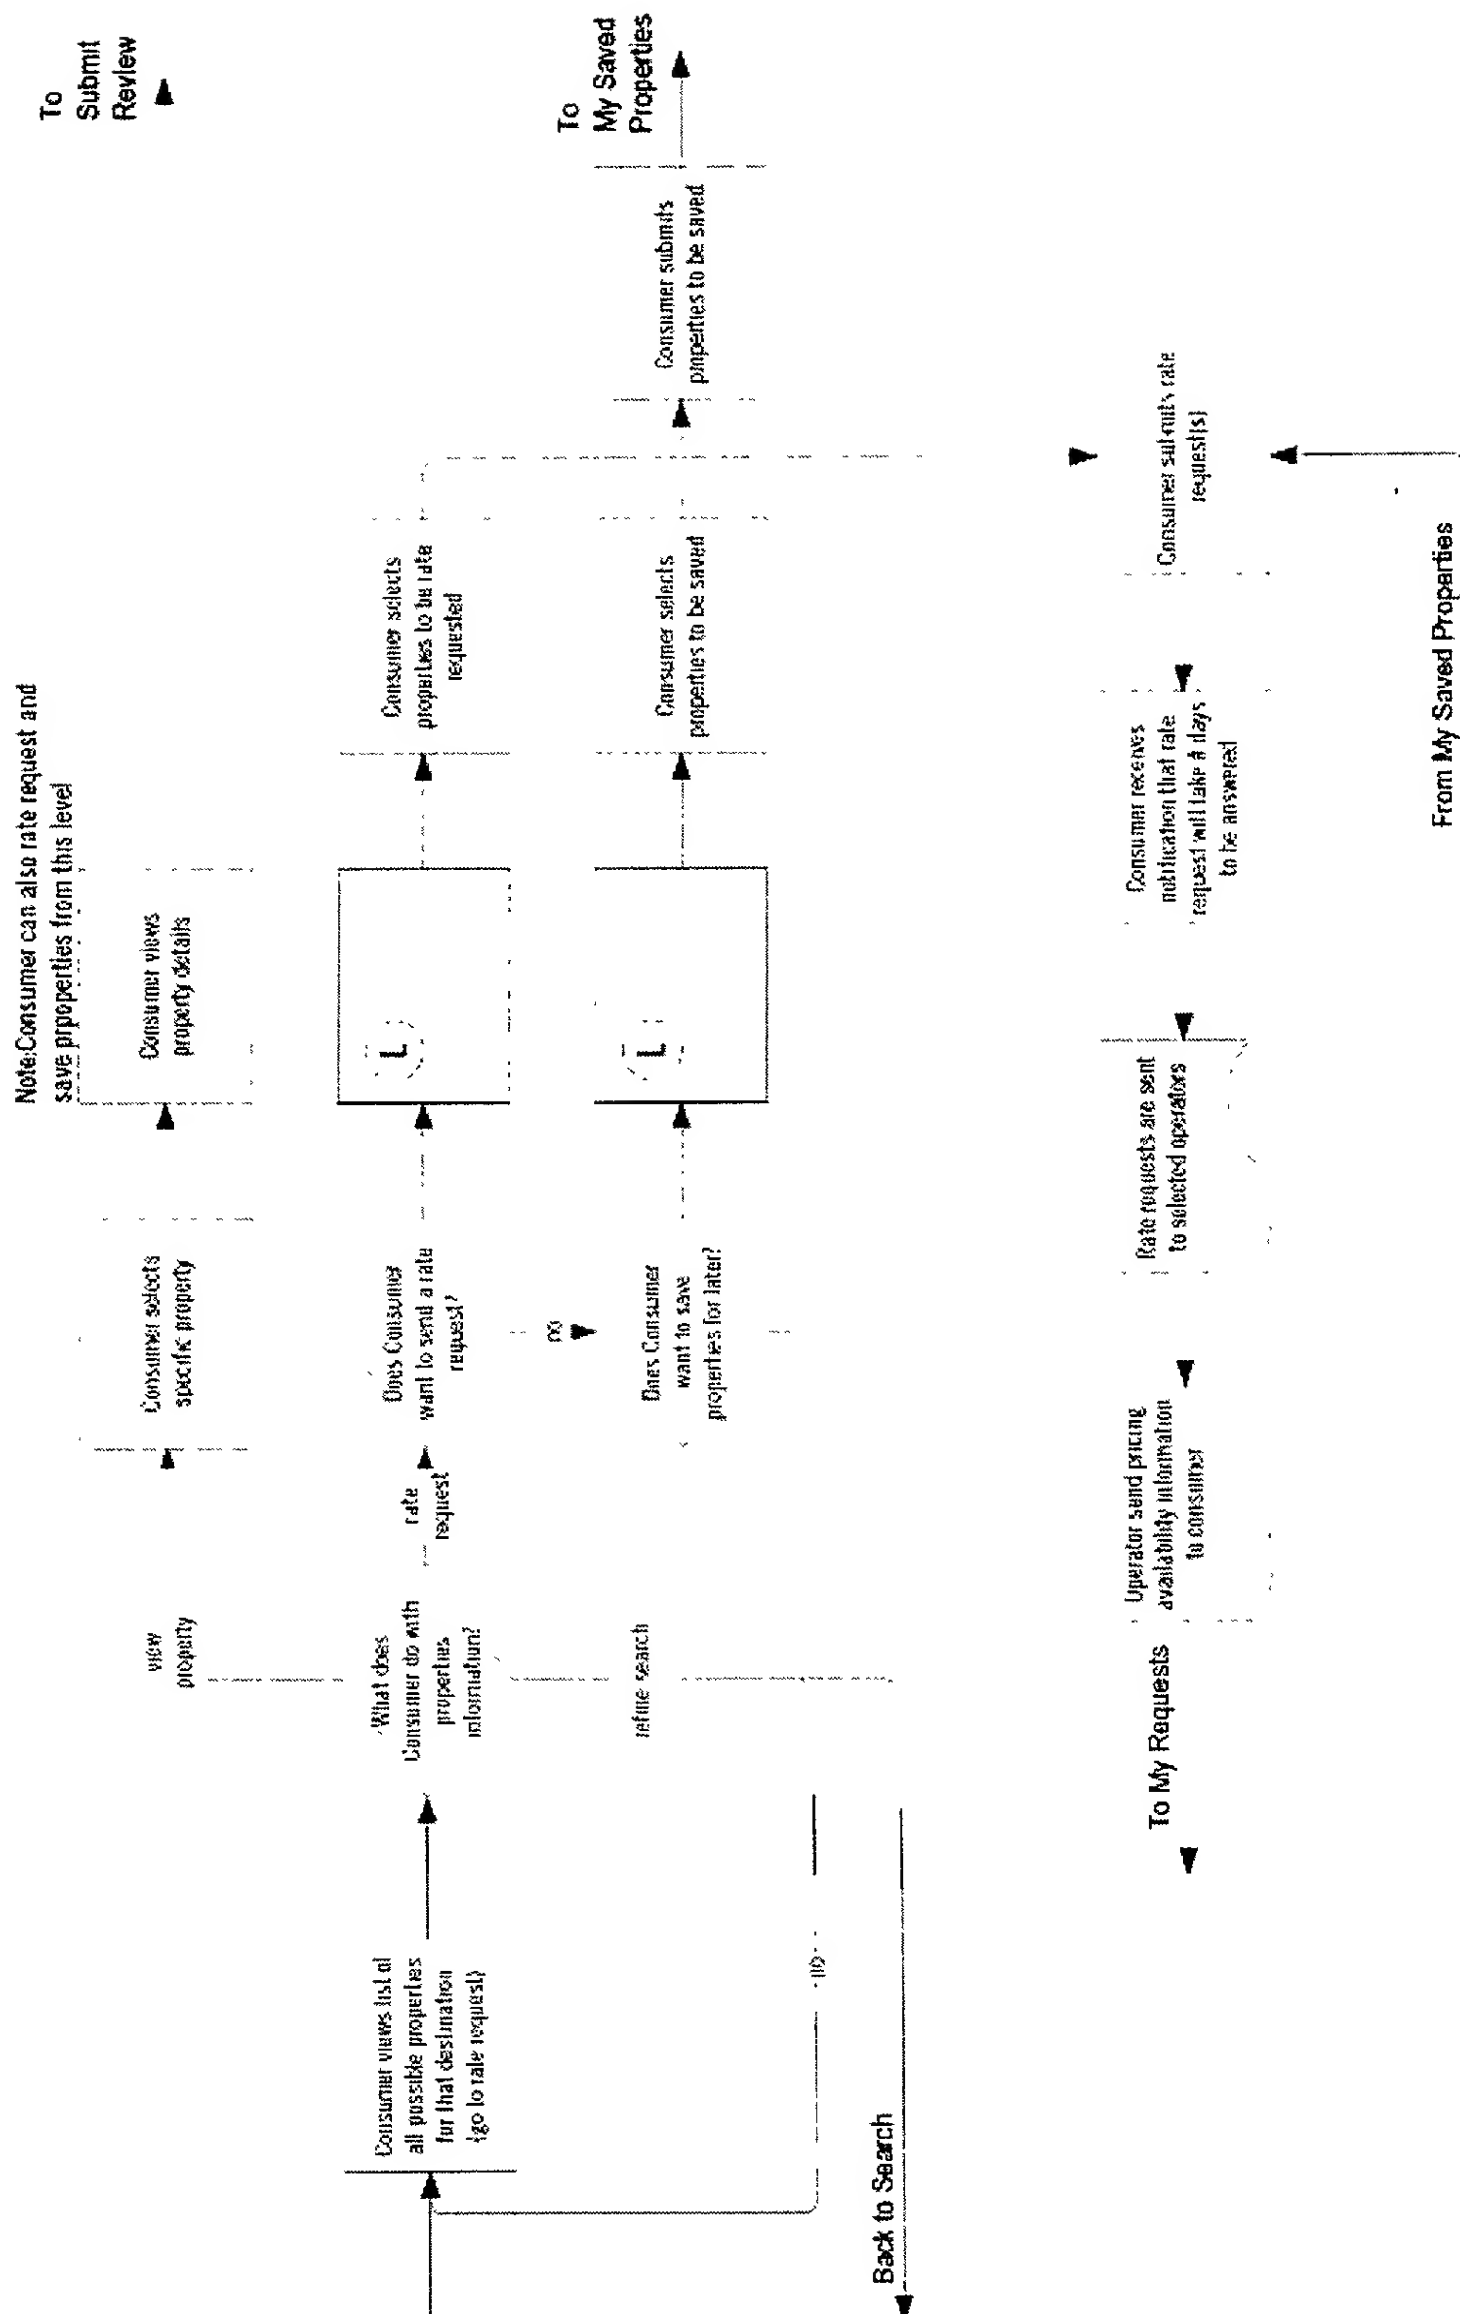 Note:Consumer can also rate request and
save prpoperties from this level
To
Submit
Review
view
property
Consumer selects
specific property
Consumer views
property details
To
My Saved
Properties
Consumer views list of
all possible properties
for that destination
(go to rate request)
What does
Consumer do with
properties
information?
rate
request
Does Consumer
want to send a rate
request?
L
Consumer selects
properties to be rate
requested
no
refine search
Does Consumer
want to save
properties for later?
L
Consumer selects
properties to be saved
Consumer submits
properties to be saved
no
Back to Search
To My Requests
Operator send pricing
availability information
to consumer
Rate requests are sent
to selected operators
Consumer receives
notification that rate
request will take # days
to be answered
Consumer submits rate
request(s)
From My Saved Properties